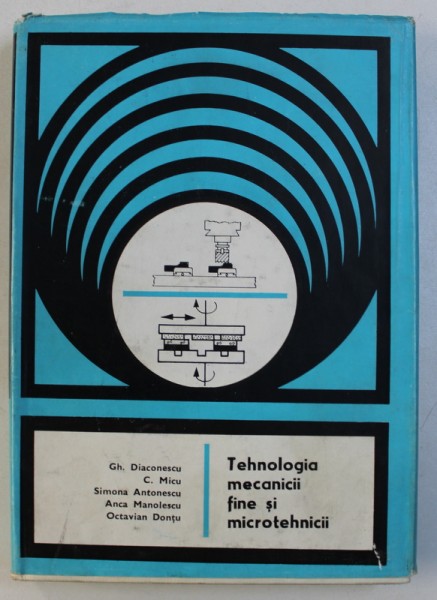 Gh. Diaconescu
C. Micu
Simona Antonescu
Anca Manolescu
Octavian Donțu
Tehnologia
mecanicii
fine și
microtehnicii